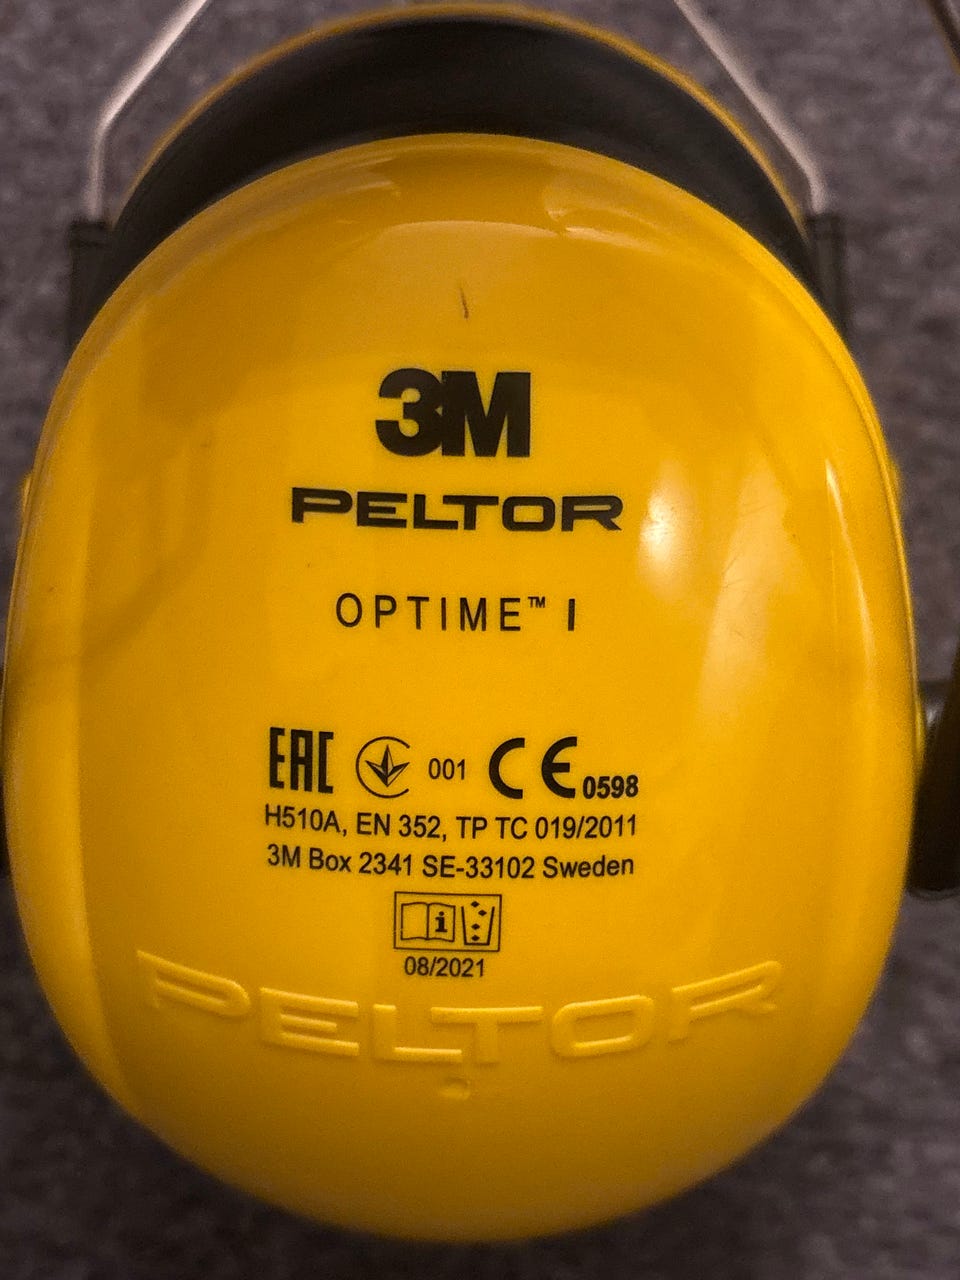 3M
PELTOR
OPTIME™ I
EAC 001 CE 0598
H510A, EN 352, TP TC 019/2011
3M Box 2341 SE-33102 Sweden
i
08/2021
PELTOR